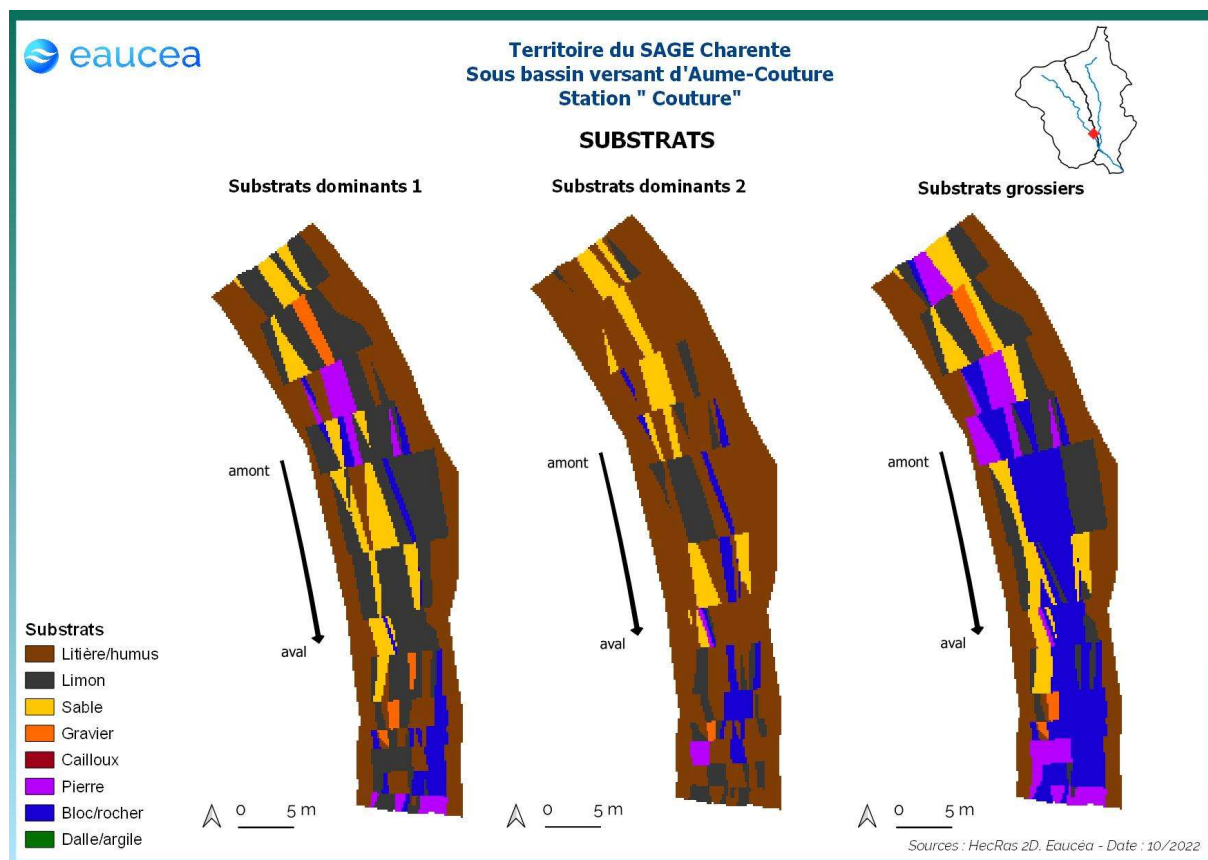 eaucea
Territoire du SAGE Charente
Sous bassin versant d'Aume-Couture
Station " Couture"
SUBSTRATS
Substrats dominants 1
Substrats dominants 2
Substrats grossiers
amont
aval
amont
aval
amont
aval
Substrats
Litière/humus
Limon
Sable
Gravier
Cailloux
Pierre
Bloc/rocher
Dalle/argile
0 5 m
0 5 m
0 5 m
Sources : HecRas 2D. Eaucéa - Date : 10/2022